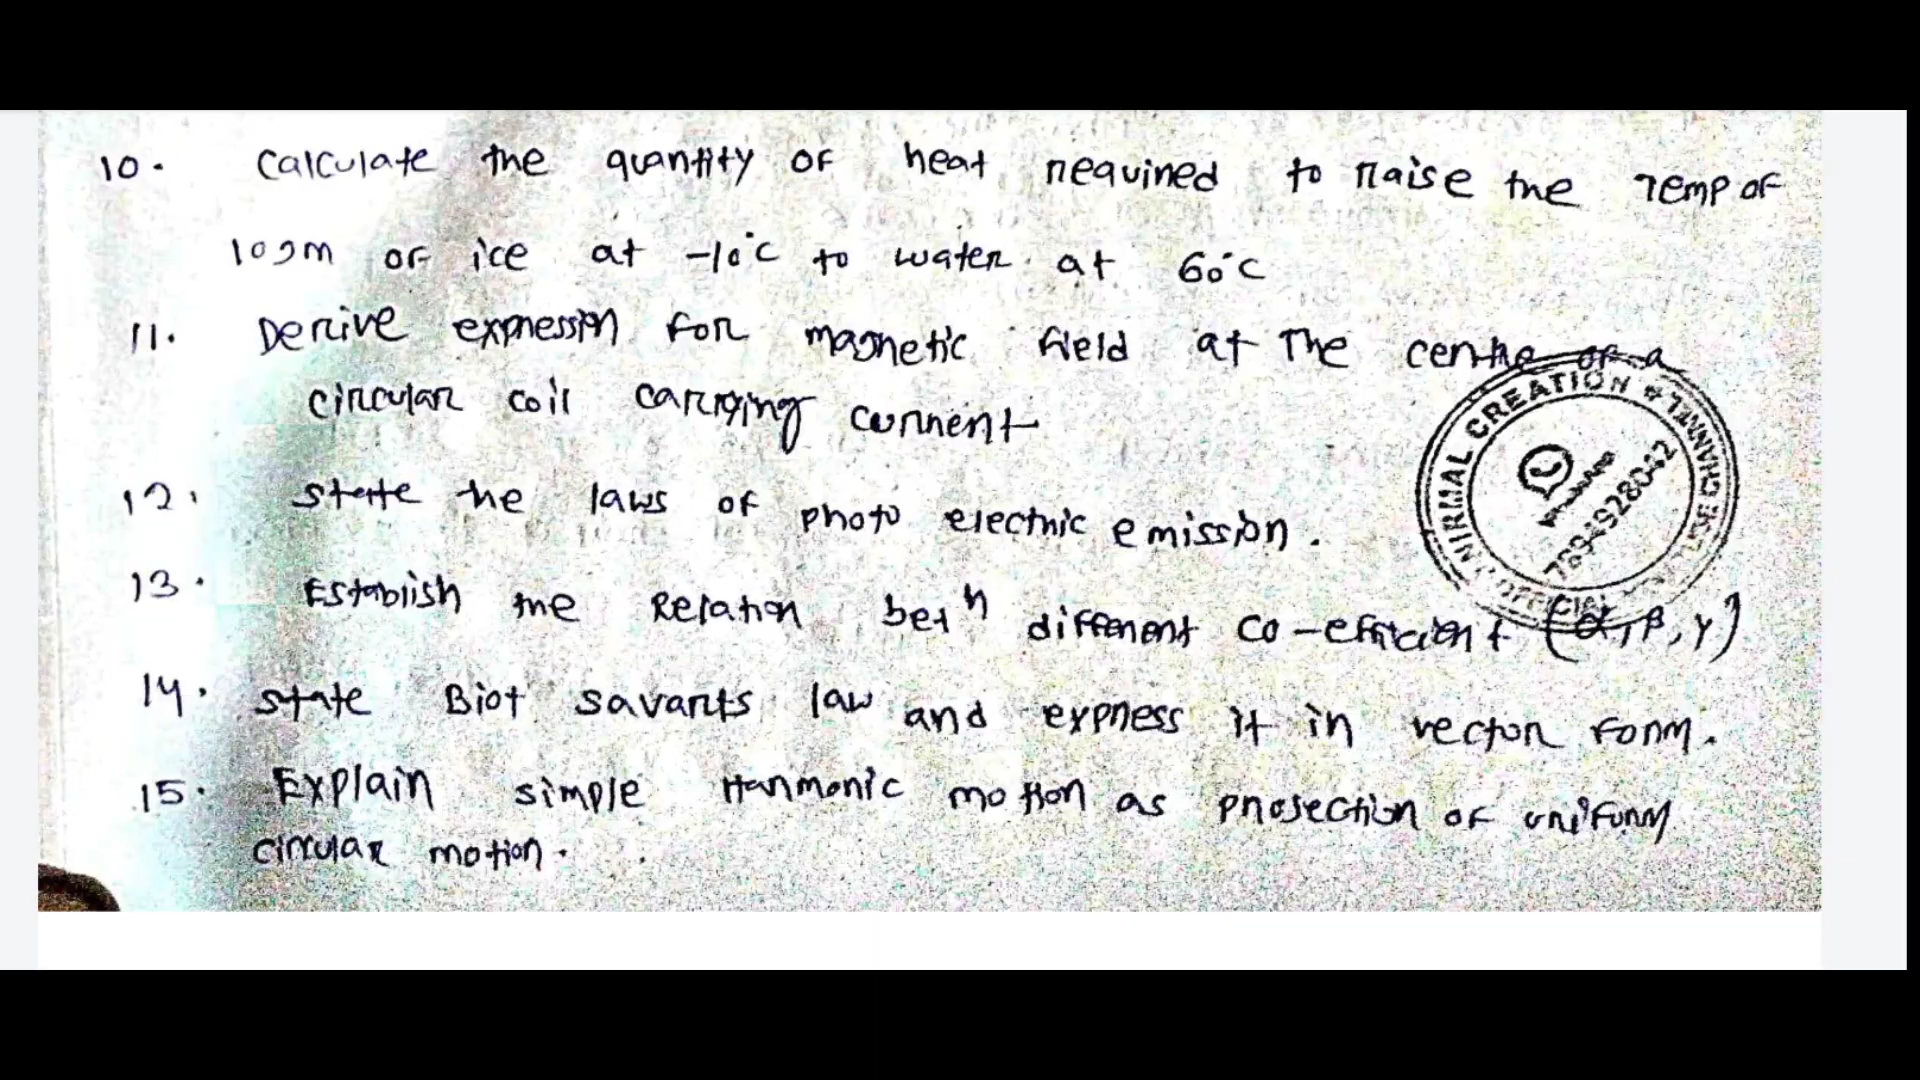 10. Calculate the quantity of heat required to raise the Temp of
10gm of ice at -10°C to water at 60°C
11. Derive expression for magnetic field at The centre of a
circular coil carrying current
12. State the laws of photo electric emission.
13. Establish the Relation betn different co-efficient (α, β, γ)
14. State Biot savarts law and express it in vector form.
15. Explain simple Harmonic motion as projection of uniform
circular motion.
NIRMAL CREATION
OFFICIAL